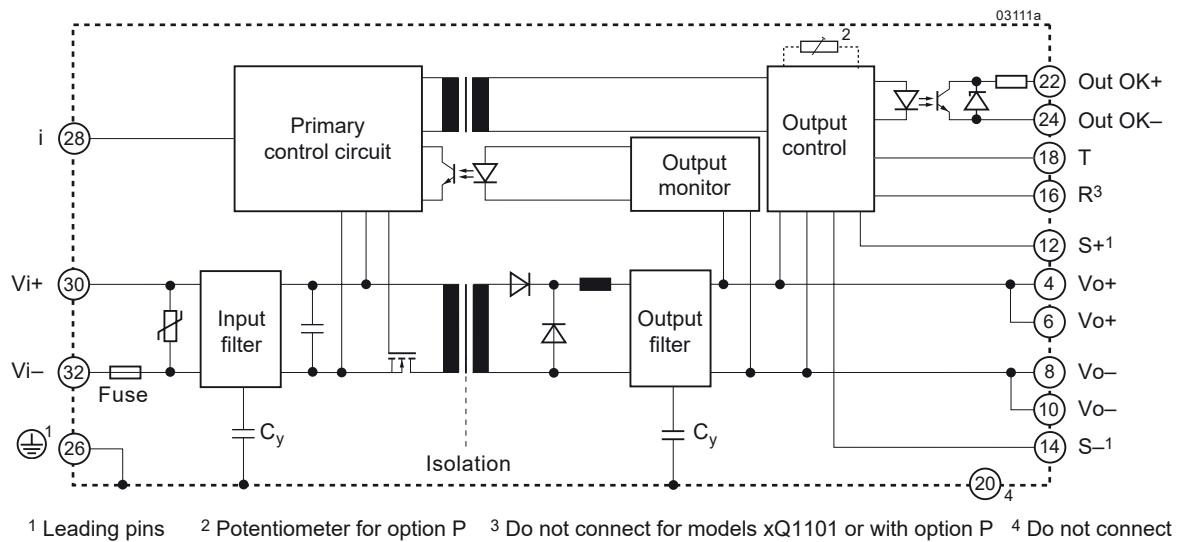 03111a
2
Primary
control circuit
Output
control
22 Out OK+
24 Out OK–
i 28
18 T
Output
monitor
16 R3
12 S+1
Vi+ 30
4 Vo+
Input
filter
Output
filter
6 Vo+
Vi– 32
Fuse
8 Vo–
10 Vo–
Cy
Cy
1 26
14 S–1
Isolation
20 4
1 Leading pins 2 Potentiometer for option P 3 Do not connect for models xQ1101 or with option P 4 Do not connect